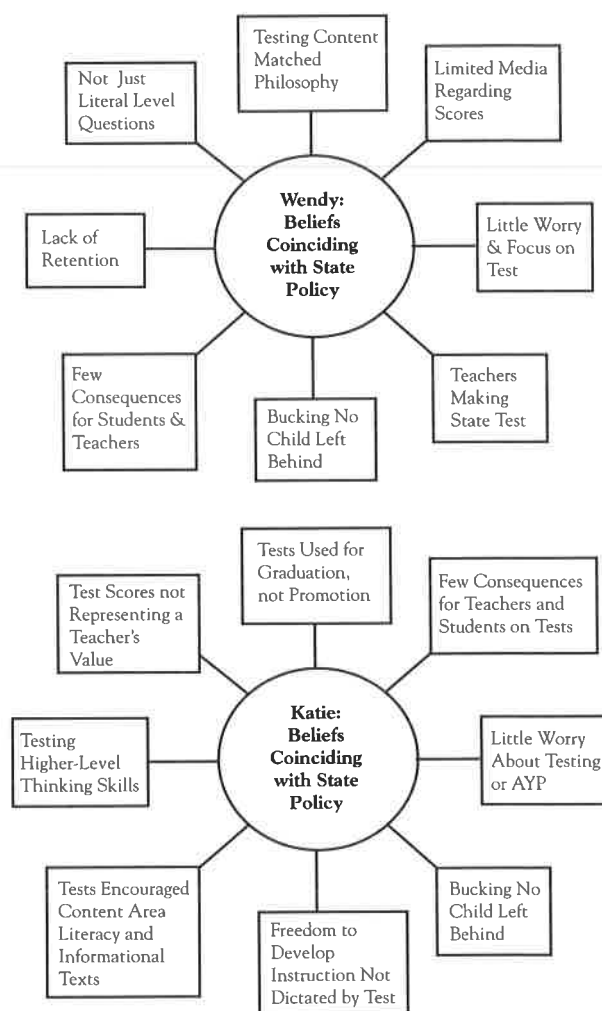 Testing Content
Matched
Philosophy
Not Just
Literal Level
Questions
Limited Media
Regarding
Scores
Wendy:
Beliefs
Coinciding
with State
Policy
Lack of
Retention
Little Worry
& Focus on
Test
Few
Consequences
for Students &
Teachers
Bucking No
Child Left
Behind
Teachers
Making
State Test
Tests Used for
Graduation,
not Promotion
Test Scores not
Representing a
Teacher's
Value
Few Consequences
for Teachers and
Students on Tests
Katie:
Beliefs
Coinciding
with State
Policy
Testing
Higher-Level
Thinking Skills
Little Worry
About Testing
or AYP
Tests Encouraged
Content Area
Literacy and
Informational
Texts
Freedom to
Develop
Instruction Not
Dictated by Test
Bucking No
Child Left
Behind